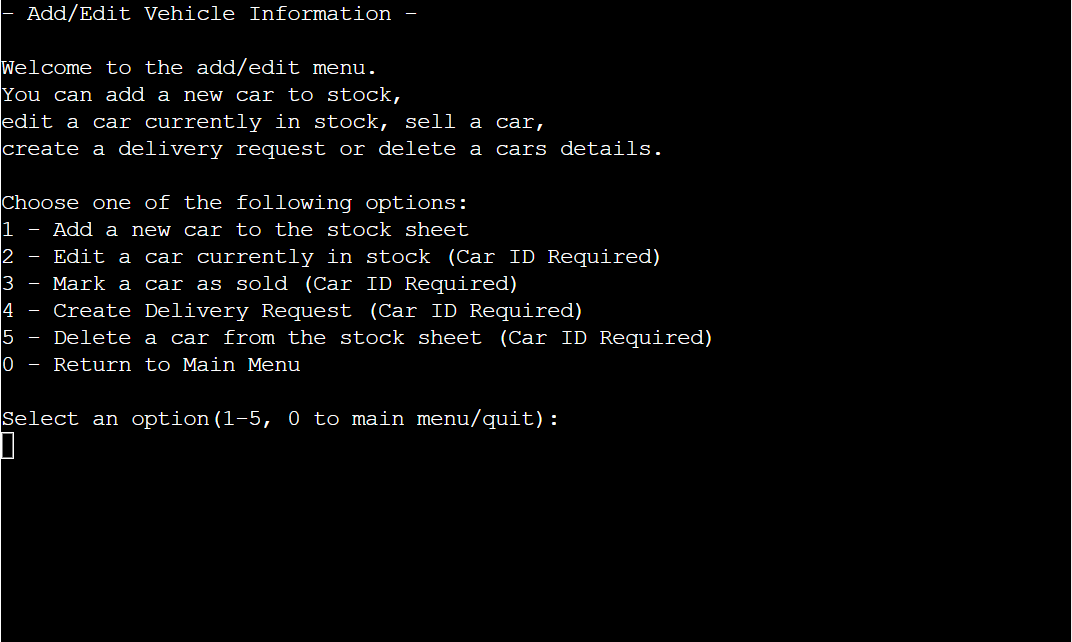 - Add/Edit Vehicle Information -
Welcome to the add/edit menu.
You can add a new car to stock,
edit a car currently in stock, sell a car,
create a delivery request or delete a cars details.
Choose one of the following options:
1 - Add a new car to the stock sheet
2 - Edit a car currently in stock (Car ID Required)
3 - Mark a car as sold (Car ID Required)
4 - Create Delivery Request (Car ID Required)
5 - Delete a car from the stock sheet (Car ID Required)
0 - Return to Main Menu
Select an option(1-5, 0 to main menu/quit):